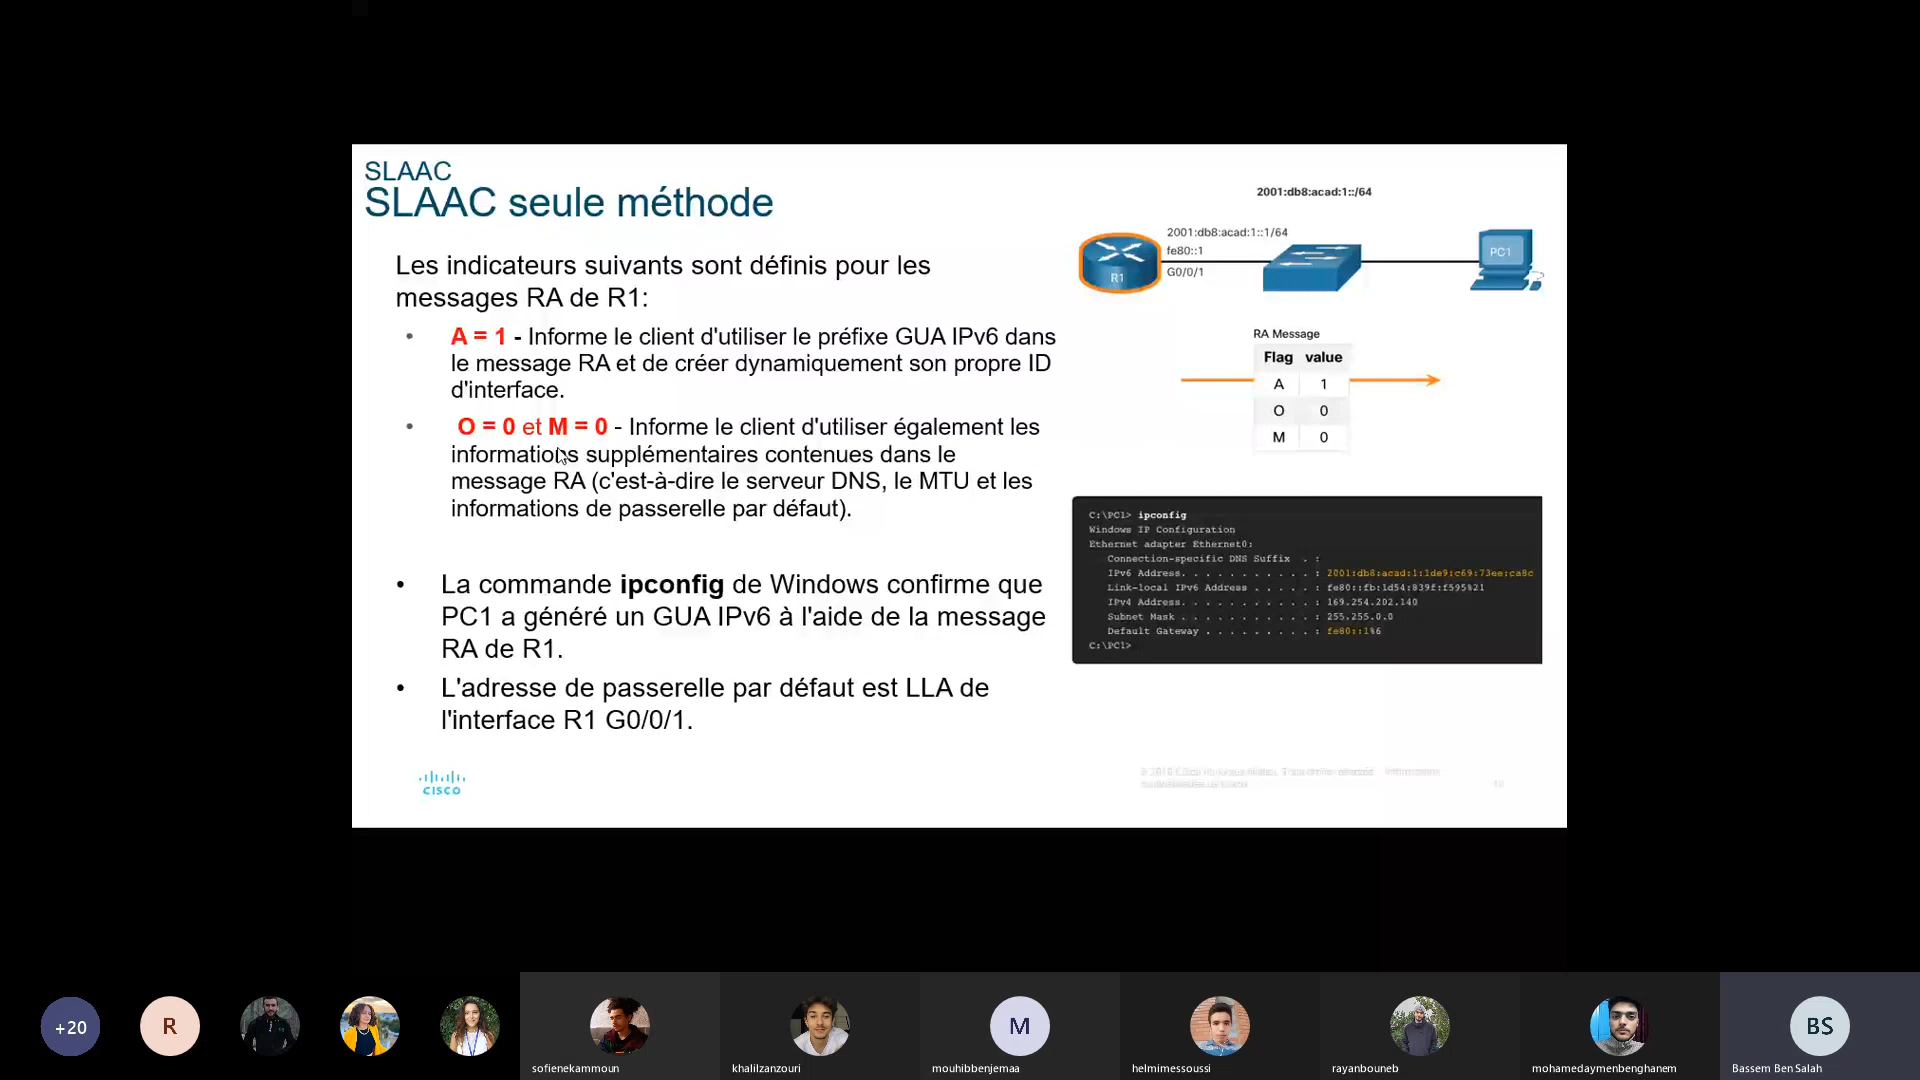 SLAAC
SLAAC seule méthode
Les indicateurs suivants sont définis pour les
messages RA de R1:
• A = 1 - Informe le client d'utiliser le préfixe GUA IPv6 dans
le message RA et de créer dynamiquement son propre ID
d'interface.
• O = 0 et M = 0 - Informe le client d'utiliser également les
informations supplémentaires contenues dans le
message RA (c'est-à-dire le serveur DNS, le MTU et les
informations de passerelle par défaut).
• La commande ipconfig de Windows confirme que
PC1 a généré un GUA IPv6 à l'aide de la message
RA de R1.
• L'adresse de passerelle par défaut est LLA de
l'interface R1 G0/0/1.
CISCO
2001:db8:acad:1::/64
2001:db8:acad:1::1/64
fe80::1
G0/0/1
R1
PC1
RA Message
Flag value
A 1
O 0
M 0
C:\PC1> ipconfig
Windows IP Configuration
Ethernet adapter Ethernet0:
Connection-specific DNS Suffix . :
IPv6 Address. . . . . . . . . . . : 2001:db8:acad:1:1de9:c69:73ee:ca8c
Link-local IPv6 Address . . . . . : fe80::fb:1d54:839f:f595%21
IPv4 Address. . . . . . . . . . . : 169.254.202.140
Subnet Mask . . . . . . . . . . . : 255.255.0.0
Default Gateway . . . . . . . . . : fe80::1%6
C:\PC1>
+20
R
M
BS
sofienekammoun
khalilzanzouri
mouhibbenjemaa
helmimessoussi
rayanbouneb
mohamedaymenbenghanem
Bassem Ben Salah